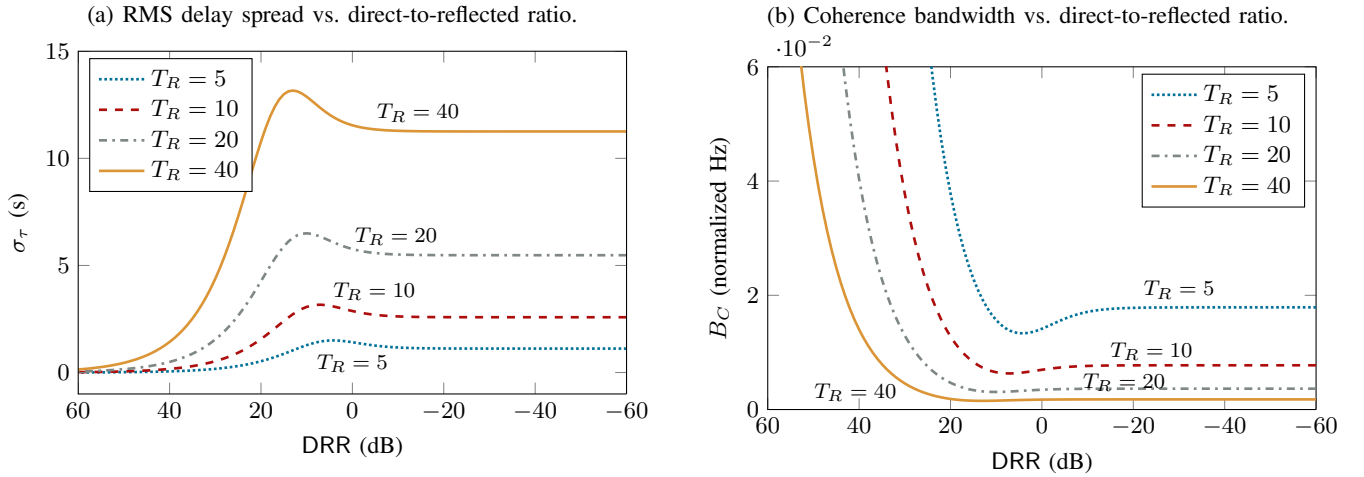 (a) RMS delay spread vs. direct-to-reflected ratio.
15
10
5
0
σ_τ (s)
T_R = 5
T_R = 10
T_R = 20
T_R = 40
T_R = 40
T_R = 20
T_R = 10
T_R = 5
60 40 20 0 −20 −40 −60
DRR (dB)
(b) Coherence bandwidth vs. direct-to-reflected ratio.
·10⁻²
6
4
2
0
B_C (normalized Hz)
T_R = 5
T_R = 10
T_R = 20
T_R = 40
T_R = 5
T_R = 10
T_R = 20
T_R = 40
60 40 20 0 −20 −40 −60
DRR (dB)